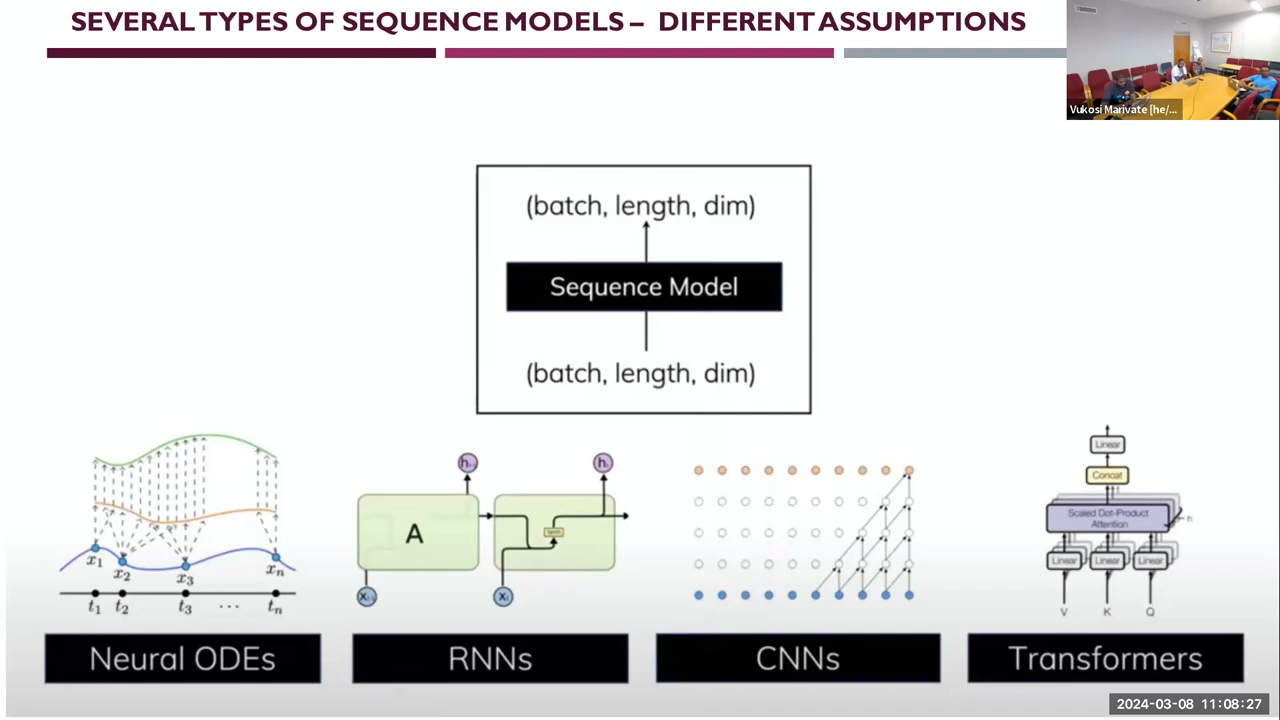 SEVERAL TYPES OF SEQUENCE MODELS – DIFFERENT ASSUMPTIONS
Vukosi Marivate [he/...
(batch, length, dim)
Sequence Model
(batch, length, dim)
x1 x2 x3 xn
t1 t2 t3 ... tn
A
Linear
Concat
Scaled Dot-Product
Attention
h
Linear Linear Linear
V K Q
Neural ODEs
RNNs
CNNs
Transformers
2024-03-08 11:08:27